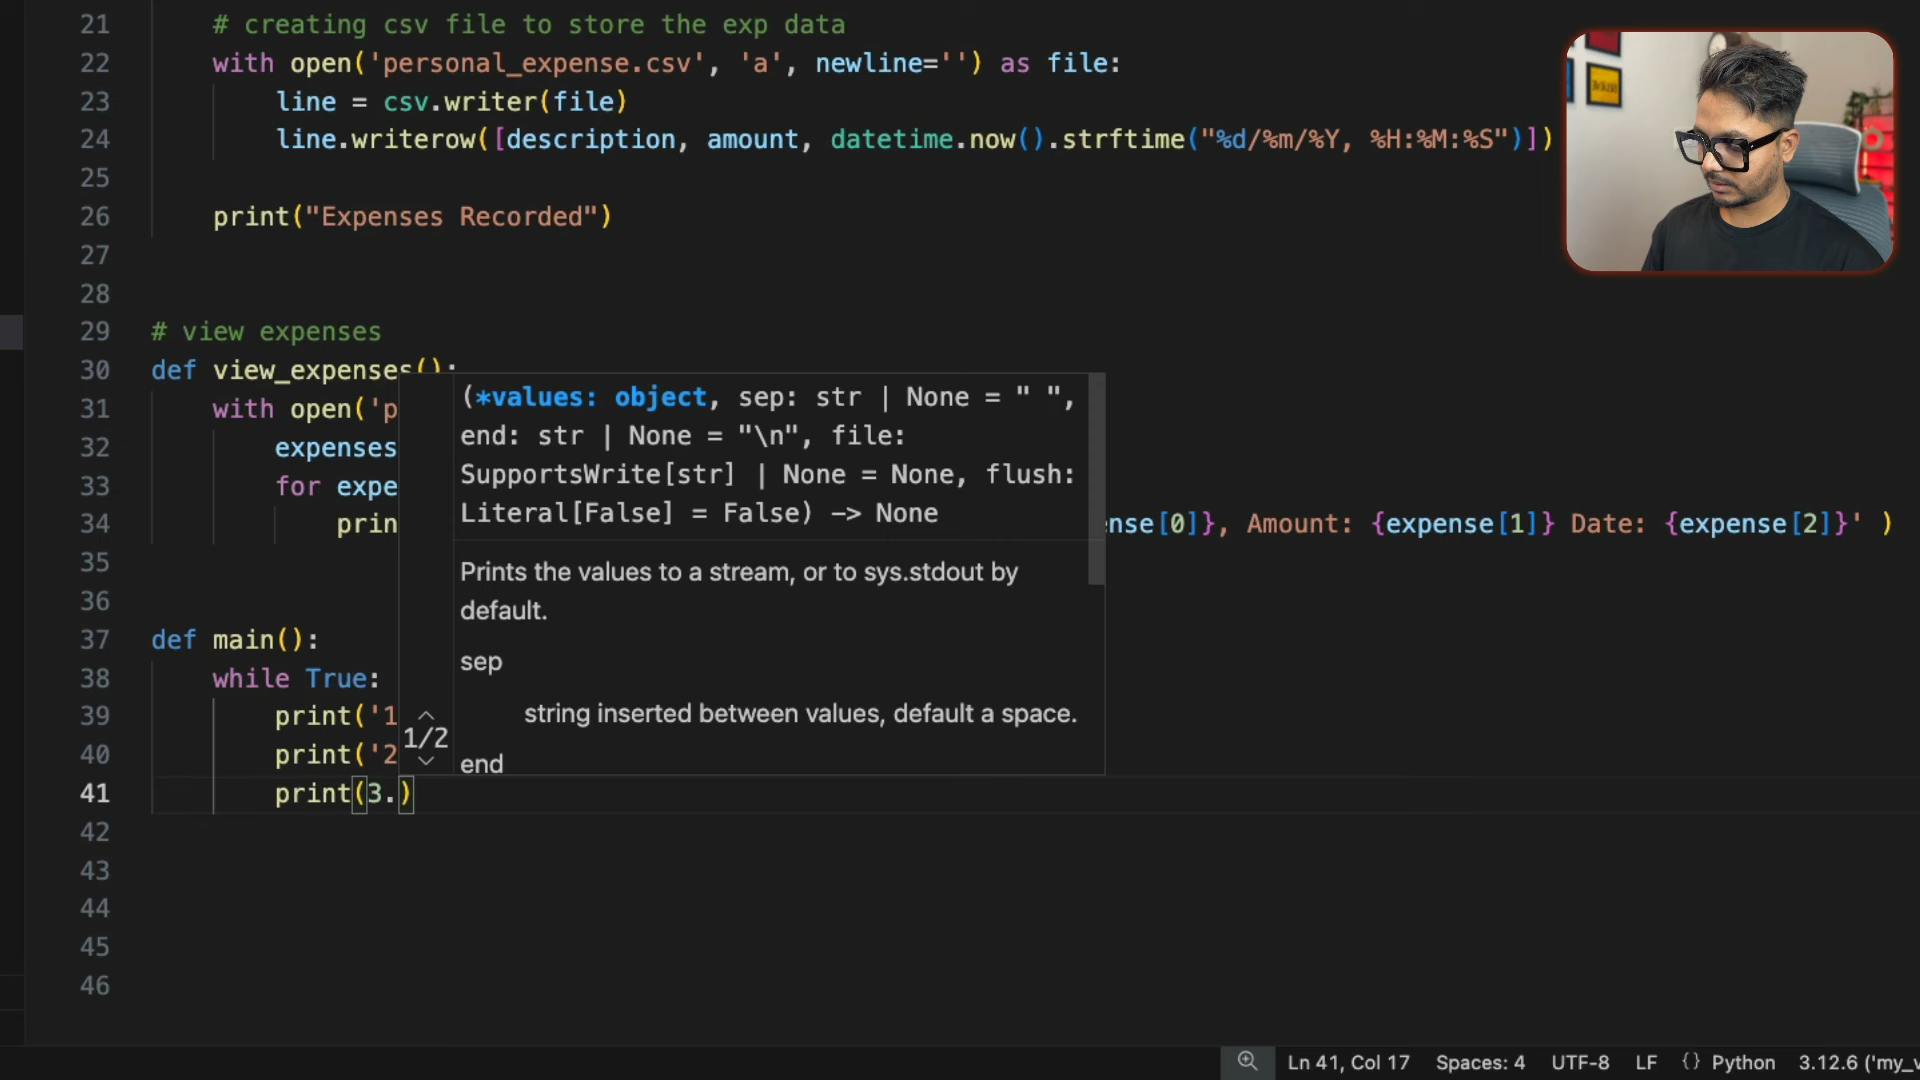 21 # creating csv file to store the exp data
22 with open('personal_expense.csv', 'a', newline='') as file:
23 line = csv.writer(file)
24 line.writerow([description, amount, datetime.now().strftime("%d/%m/%Y, %H:%M:%S")])
25
26 print("Expenses Recorded")
27
28
29 # view expenses
30 def view_expenses():
31 with open('p
32 expenses
33 for expe
34 prin nse[0]}, Amount: {expense[1]} Date: {expense[2]}' )
35
36
37 def main():
38 while True:
39 print('1
40 print('2
41 print(3.)
42
43
44
45
46
(*values: object, sep: str | None = " ",
end: str | None = "\n", file:
SupportsWrite[str] | None = None, flush:
Literal[False] = False) -> None
Prints the values to a stream, or to sys.stdout by
default.
sep
string inserted between values, default a space.
1/2
end
Ln 41, Col 17 Spaces: 4 UTF-8 LF {} Python 3.12.6 ('my_v